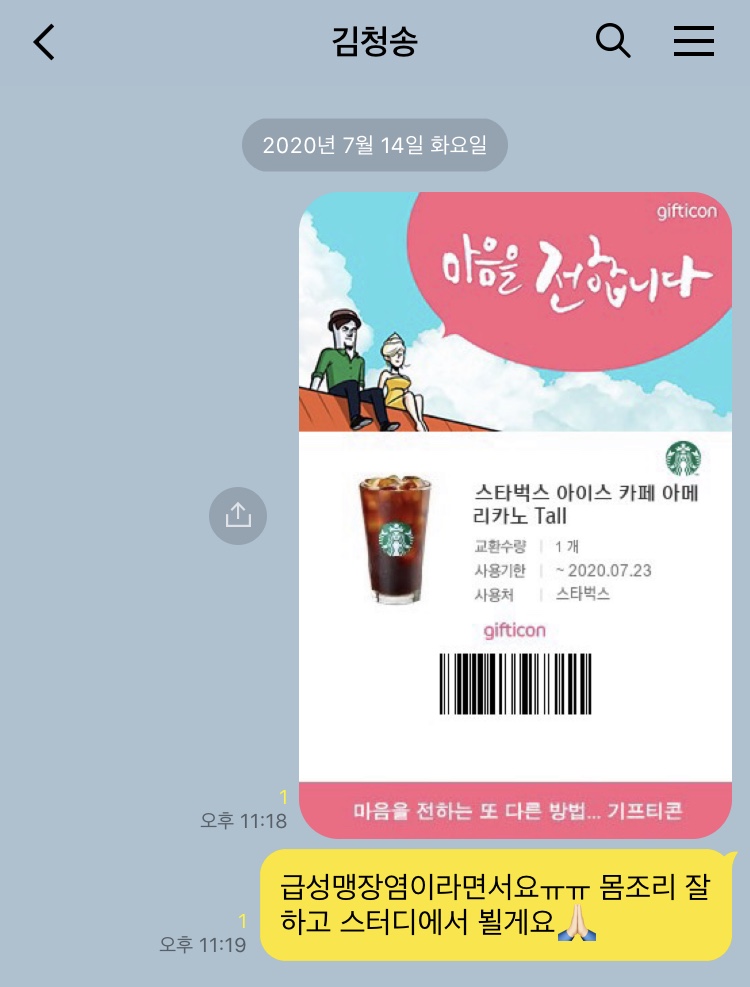 김청송
2020년 7월 14일 화요일
gifticon
마음을 전합니다
스타벅스 아이스 카페 아메
리카노 Tall
교환수량 | 1 개
사용기한 | ~ 2020.07.23
사용처 | 스타벅스
gifticon
마음을 전하는 또 다른 방법... 기프티콘
1
오후 11:18
급성맹장염이라면서요ㅠㅠ 몸조리 잘
하고 스터디에서 뵐게요🙏🏻
1
오후 11:19